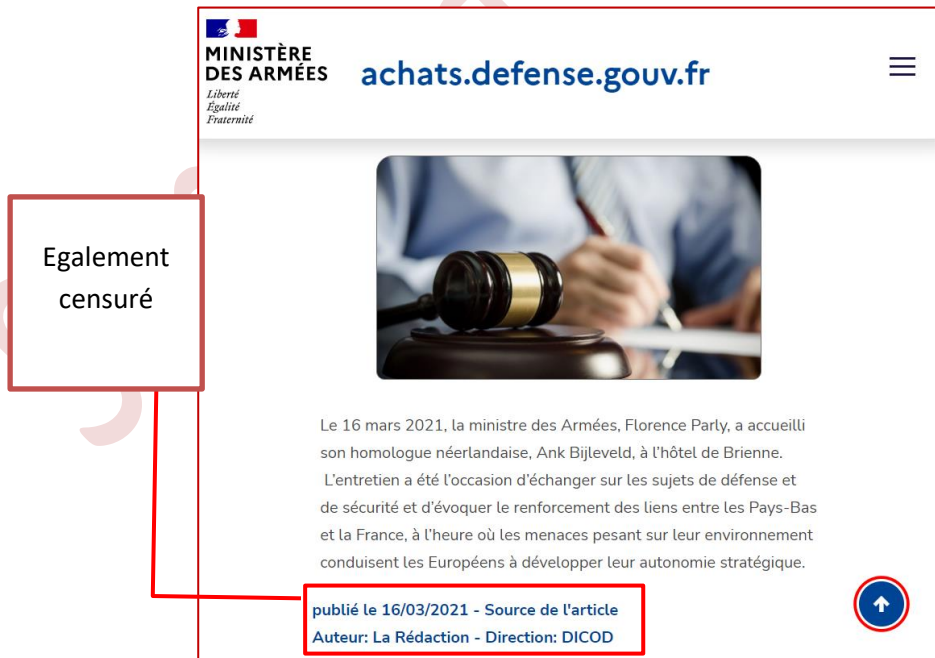 MINISTÈRE
DES ARMÉES
Liberté
Égalité
Fraternité
achats.defense.gouv.fr
Egalement
censuré
Le 16 mars 2021, la ministre des Armées, Florence Parly, a accueilli
son homologue néerlandaise, Ank Bijleveld, à l'hôtel de Brienne.
L'entretien a été l'occasion d'échanger sur les sujets de défense et
de sécurité et d'évoquer le renforcement des liens entre les Pays-Bas
et la France, à l'heure où les menaces pesant sur leur environnement
conduisent les Européens à développer leur autonomie stratégique.
publié le 16/03/2021 - Source de l'article
Auteur: La Rédaction - Direction: DICOD